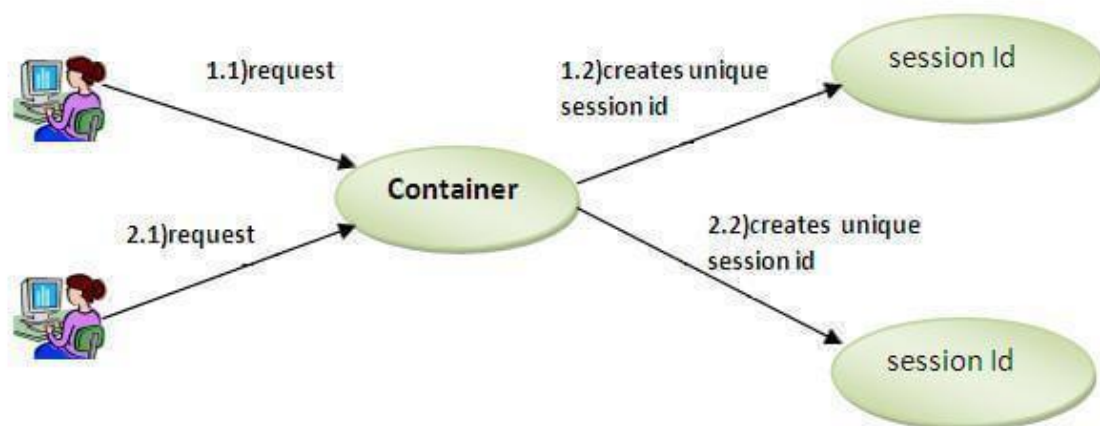 1.1)request
1.2)creates unique
session id
session Id
Container
2.1)request
2.2)creates unique
session id
session Id